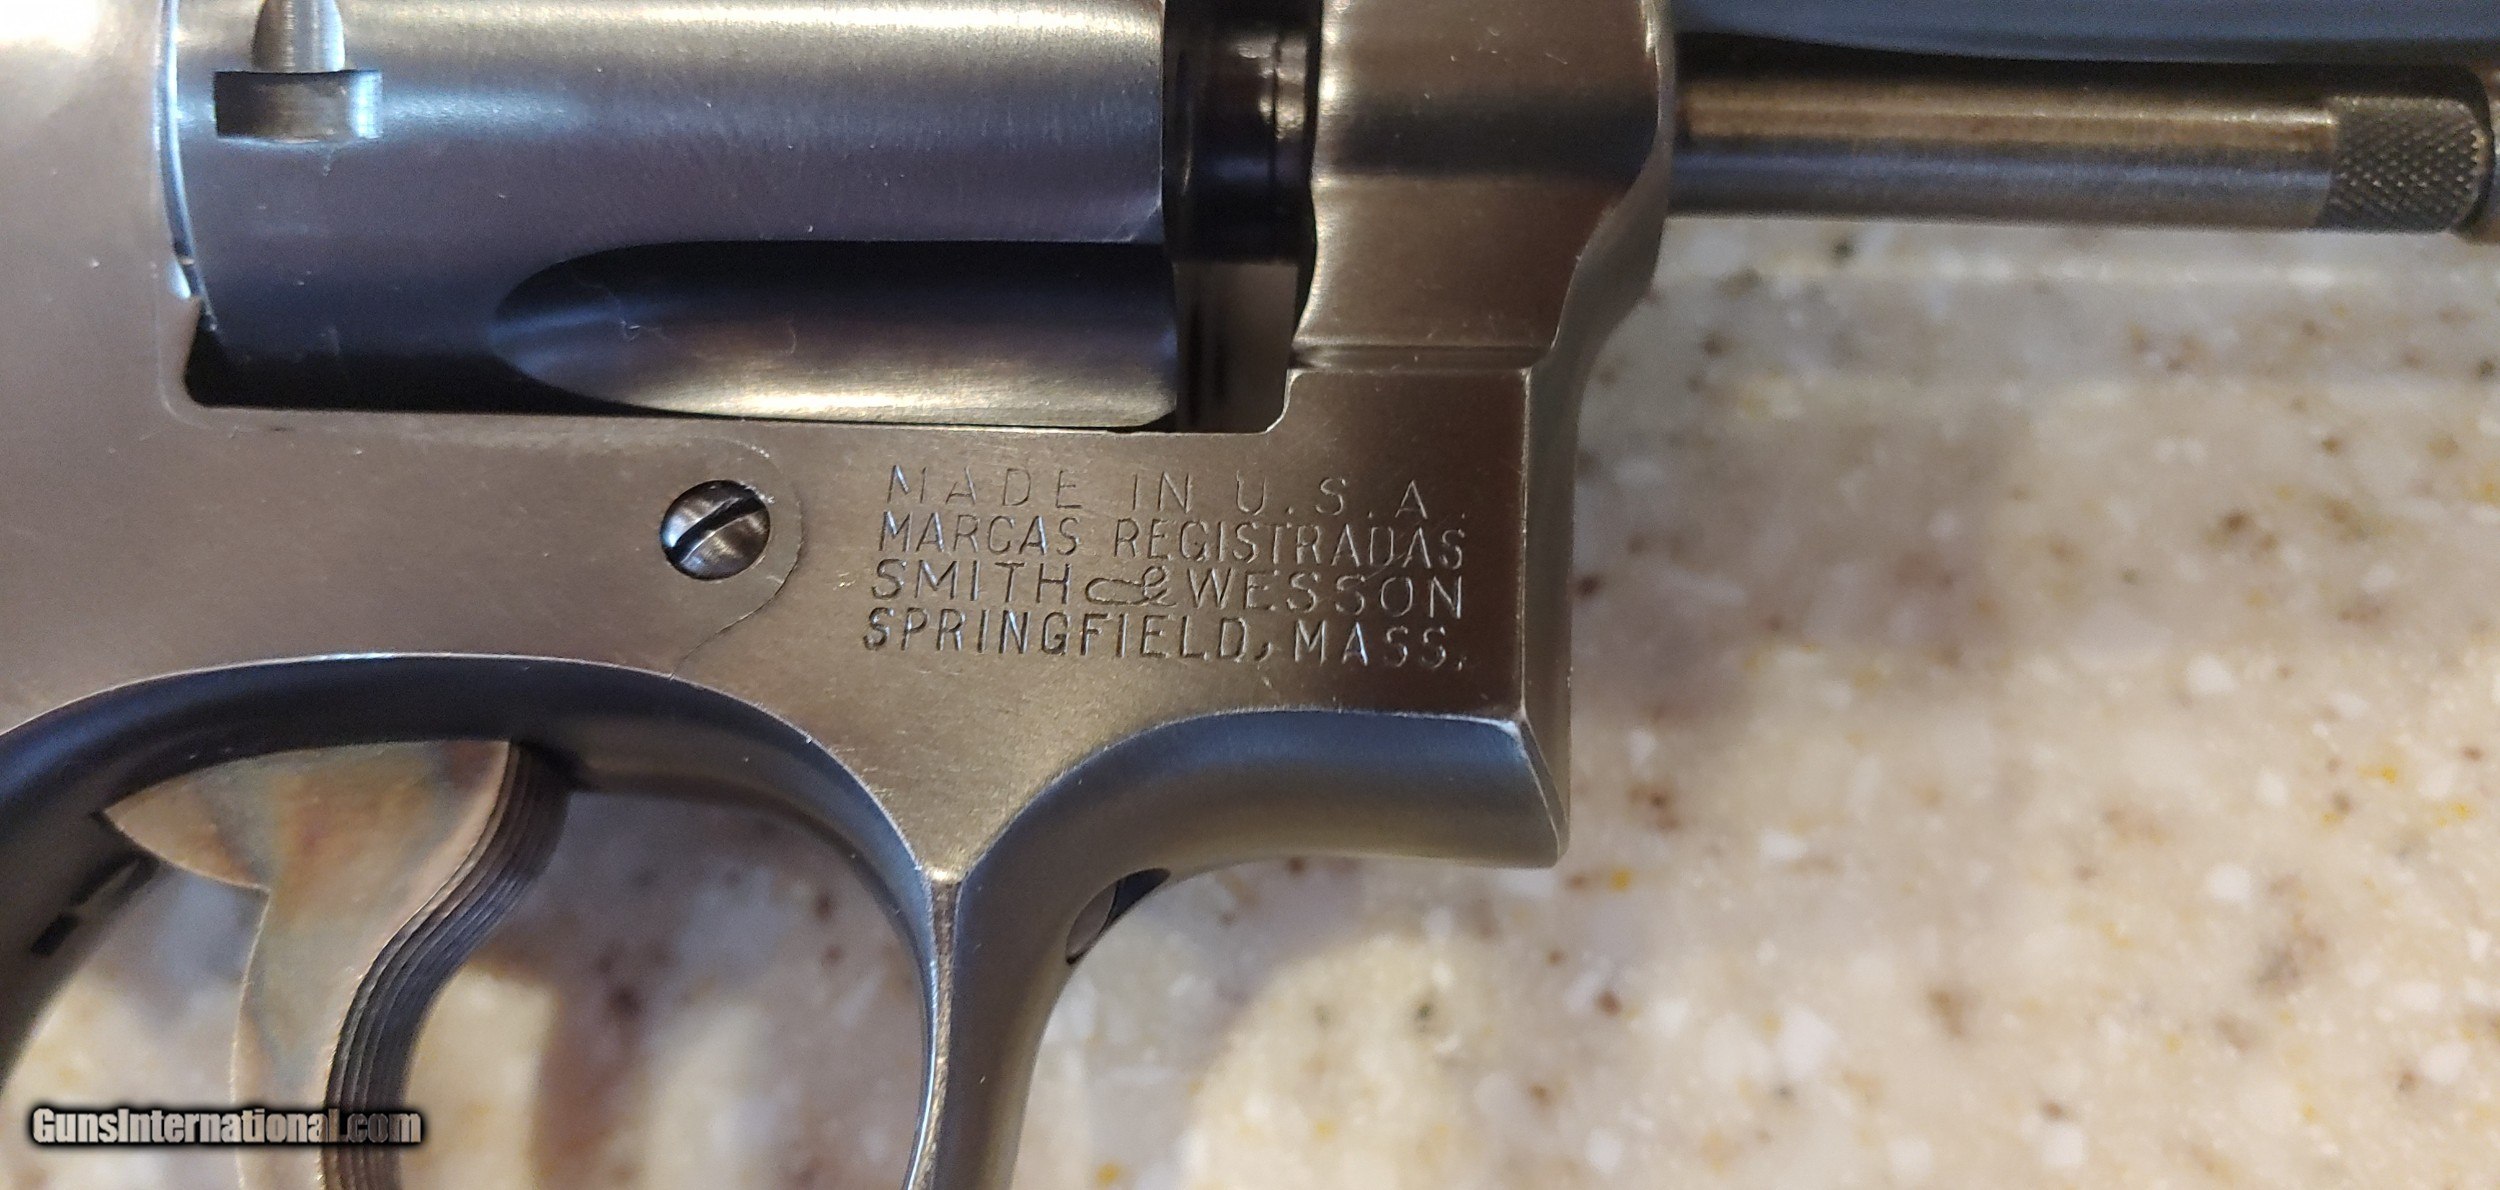 MADE IN U.S.A.
MARCAS REGISTRADAS
SMITH & WESSON
SPRINGFIELD, MASS.
GunsInternational.com